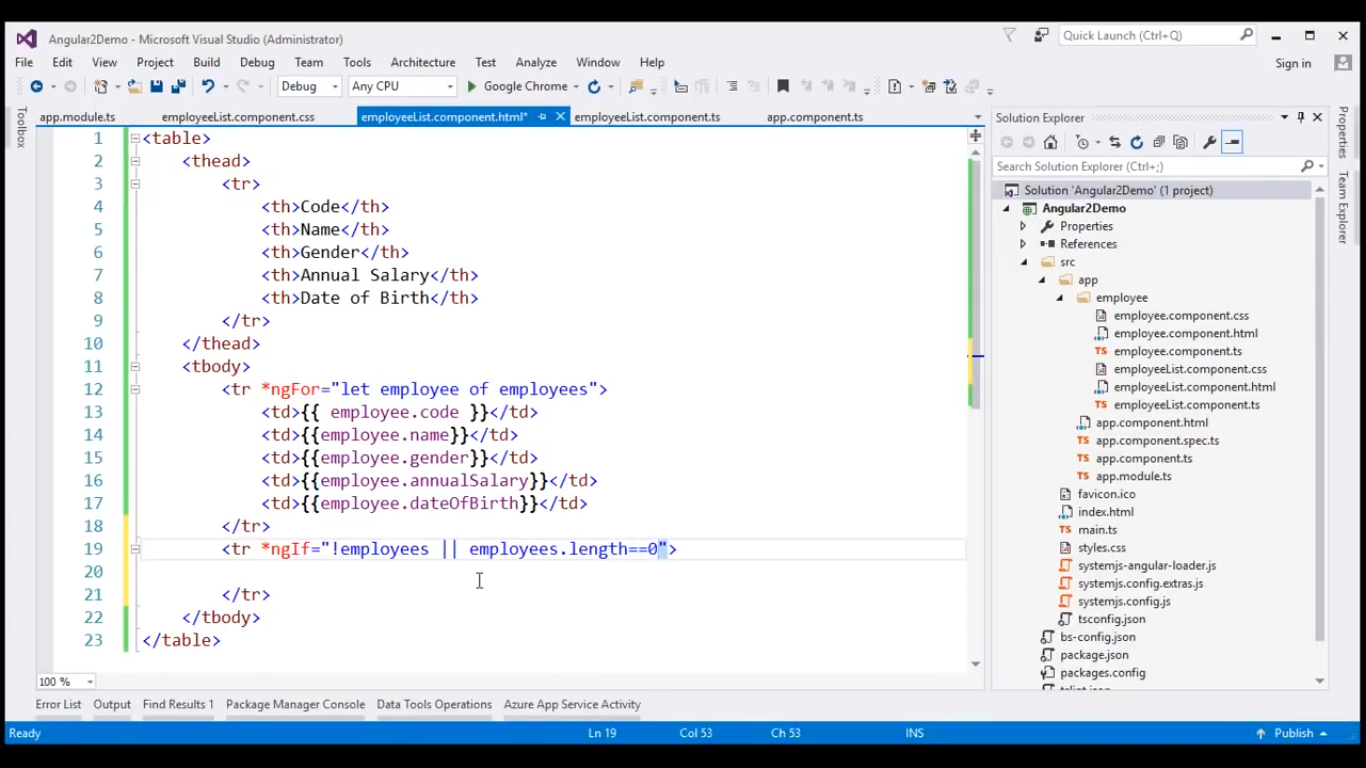 Angular2Demo - Microsoft Visual Studio (Administrator)
Quick Launch (Ctrl+Q)
File Edit View Project Build Debug Team Tools Architecture Test Analyze Window Help
Sign in
Debug Any CPU Google Chrome
Toolbox
app.module.ts employeeList.component.css employeeList.component.html* employeeList.component.ts app.component.ts
1 <table>
2 <thead>
3 <tr>
4 <th>Code</th>
5 <th>Name</th>
6 <th>Gender</th>
7 <th>Annual Salary</th>
8 <th>Date of Birth</th>
9 </tr>
10 </thead>
11 <tbody>
12 <tr *ngFor="let employee of employees">
13 <td>{{ employee.code }}</td>
14 <td>{{employee.name}}</td>
15 <td>{{employee.gender}}</td>
16 <td>{{employee.annualSalary}}</td>
17 <td>{{employee.dateOfBirth}}</td>
18 </tr>
19 <tr *ngIf="!employees || employees.length==0">
20
21 </tr>
22 </tbody>
23 </table>
100 %
Solution Explorer
Search Solution Explorer (Ctrl+;)
Solution 'Angular2Demo' (1 project)
Angular2Demo
Properties
References
src
app
employee
employee.component.css
employee.component.html
TS employee.component.ts
employeeList.component.css
employeeList.component.html
TS employeeList.component.ts
app.component.html
TS app.component.spec.ts
TS app.component.ts
TS app.module.ts
favicon.ico
index.html
TS main.ts
styles.css
systemjs-angular-loader.js
systemjs.config.extras.js
systemjs.config.js
tsconfig.json
bs-config.json
package.json
packages.config
Properties
Team Explorer
Error List Output Find Results 1 Package Manager Console Data Tools Operations Azure App Service Activity
Ready Ln 19 Col 53 Ch 53 INS Publish